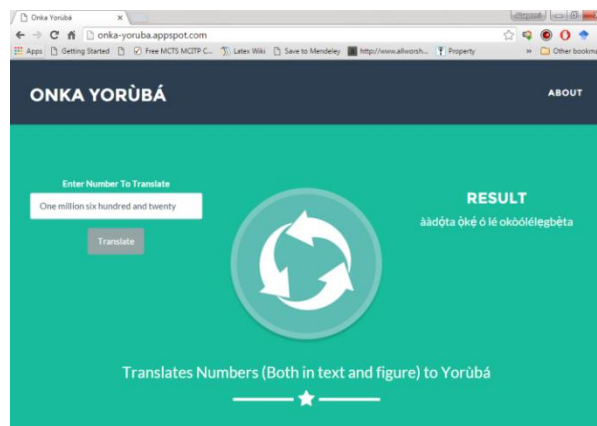 Onka Yorùbá
onka-yoruba.appspot.com
Apps Getting Started Free MCTS MCITP C... Latex Wiki Save to Mendeley http://www.allworsh... Property » Other bookma
ONKA YORÙBÁ
ABOUT
Enter Number To Translate
One million six hundred and twenty
Translate
RESULT
àádọ́ta ọ̀kẹ́ ó lé okòólélẹgbẹ̀ta
Translates Numbers (Both in text and figure) to Yorùbá